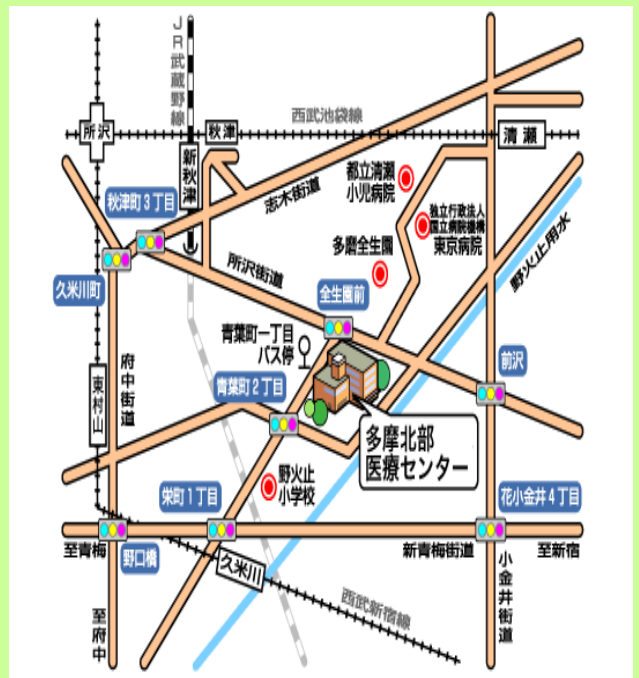 JR武蔵野線
西武池袋線
所沢
秋津
清瀬
新秋津
都立清瀬
小児病院
志木街道
秋津町3丁目
独立行政法人
国立病院機構
東京病院
多磨全生園
野火止用水
所沢街道
久米川町
全生園前
青葉町一丁目
バス停
府中街道
前沢
東村山
青葉町2丁目
多摩北部
医療センター
野火止
小学校
栄町1丁目
花小金井4丁目
至青梅
野口橋
新青梅街道
至新宿
久米川
小金井街道
西武新宿線
至府中